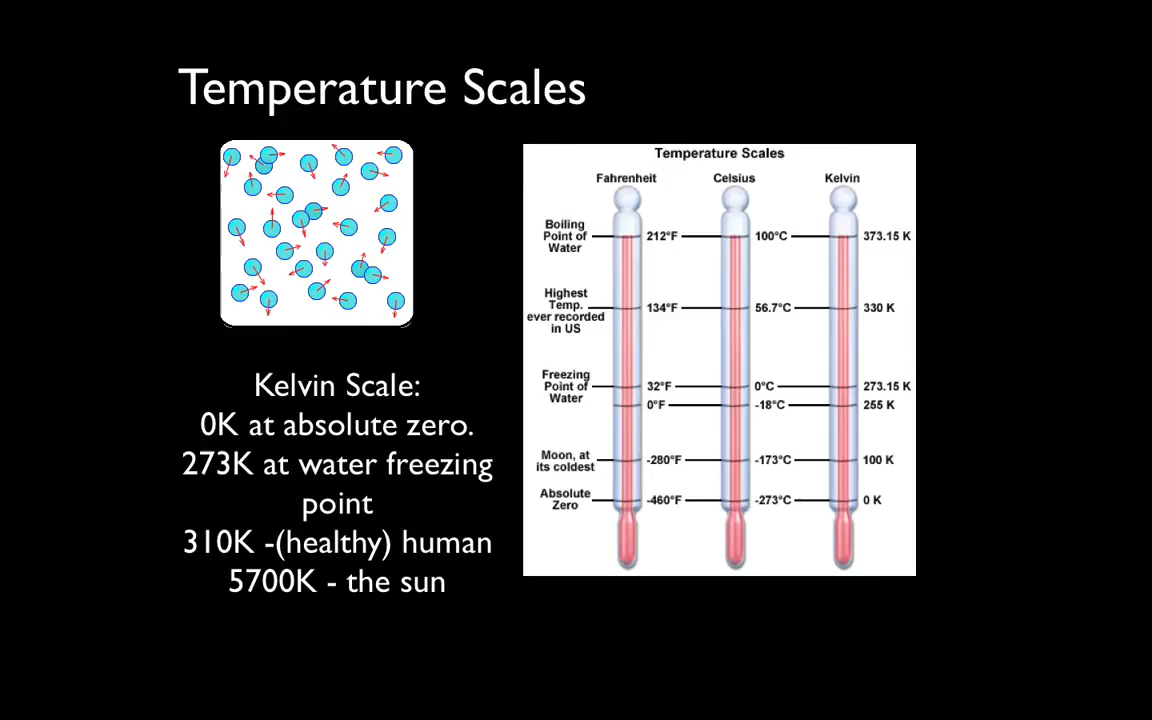 Temperature Scales
Kelvin Scale:
0K at absolute zero.
273K at water freezing
point
310K -(healthy) human
5700K - the sun
Temperature Scales
Fahrenheit Celsius Kelvin
Boiling
Point of
Water
212°F 100°C 373.15 K
Highest
Temp.
ever recorded
in US
134°F 56.7°C 330 K
Freezing
Point of
Water
32°F 0°C 273.15 K
0°F -18°C 255 K
Moon, at
its coldest
-280°F -173°C 100 K
Absolute
Zero
-460°F -273°C 0 K